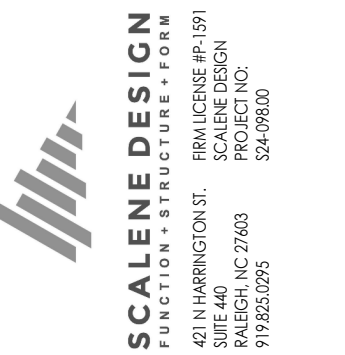 SCALENE DESIGN
FUNCTION + STRUCTURE + FORM
421 N HARRINGTON ST.
SUITE 440
RALEIGH, NC 27603
919.825.0295
FIRM LICENSE #P-1591
SCALENE DESIGN
PROJECT NO:
S24-098.00